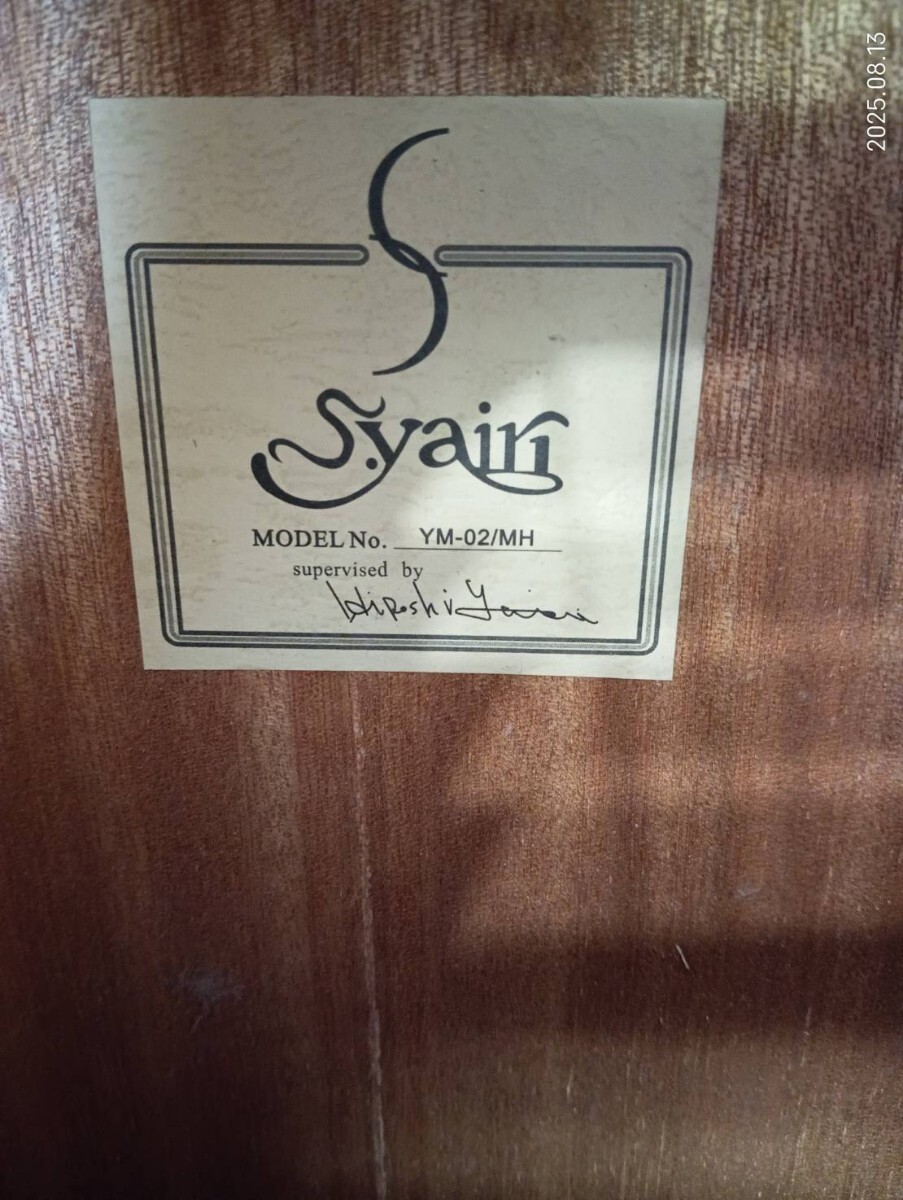 2025.08.13
S.yairi
MODEL No. YM-02/MH
supervised by
Hiroshi Yairi